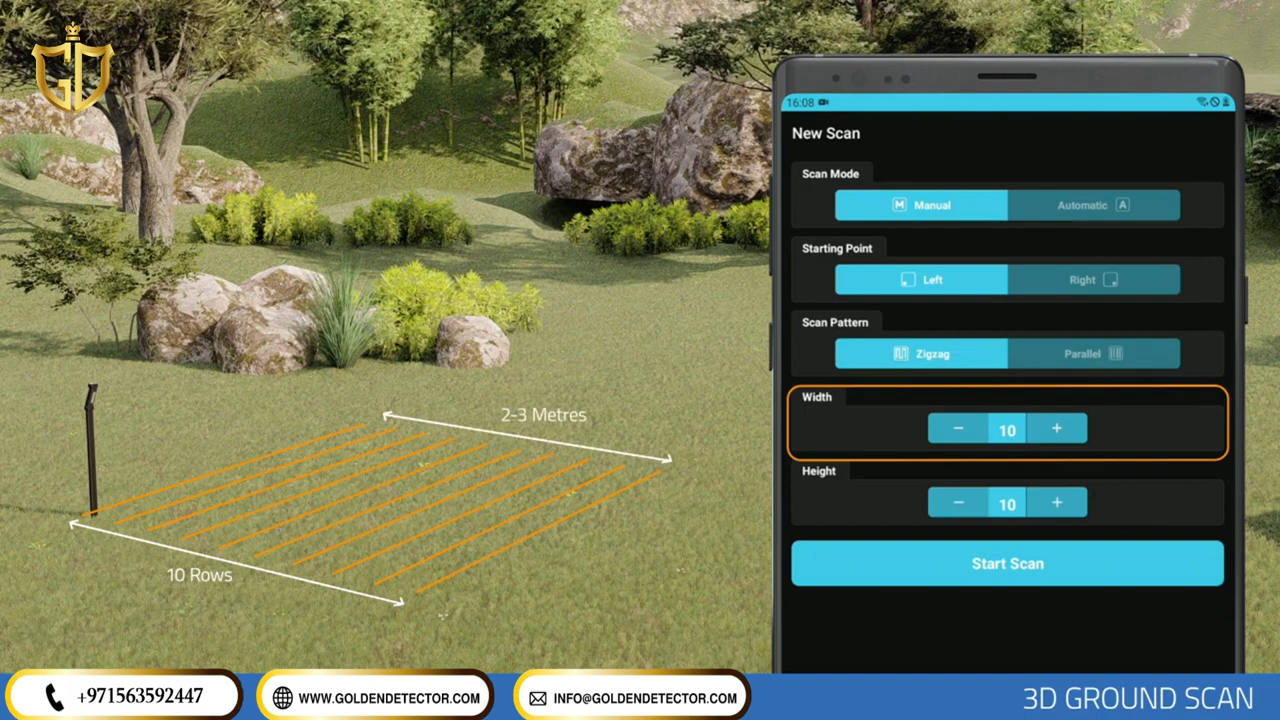 GD
2-3 Metres
10 Rows
16:08
New Scan
Scan Mode
M Manual
Automatic A
Starting Point
Left
Right
Scan Pattern
Zigzag
Parallel
Width
− 10 +
Height
− 10 +
Start Scan
+971563592447
WWW.GOLDENDETECTOR.COM
INFO@GOLDENDETECTOR.COM
3D GROUND SCAN